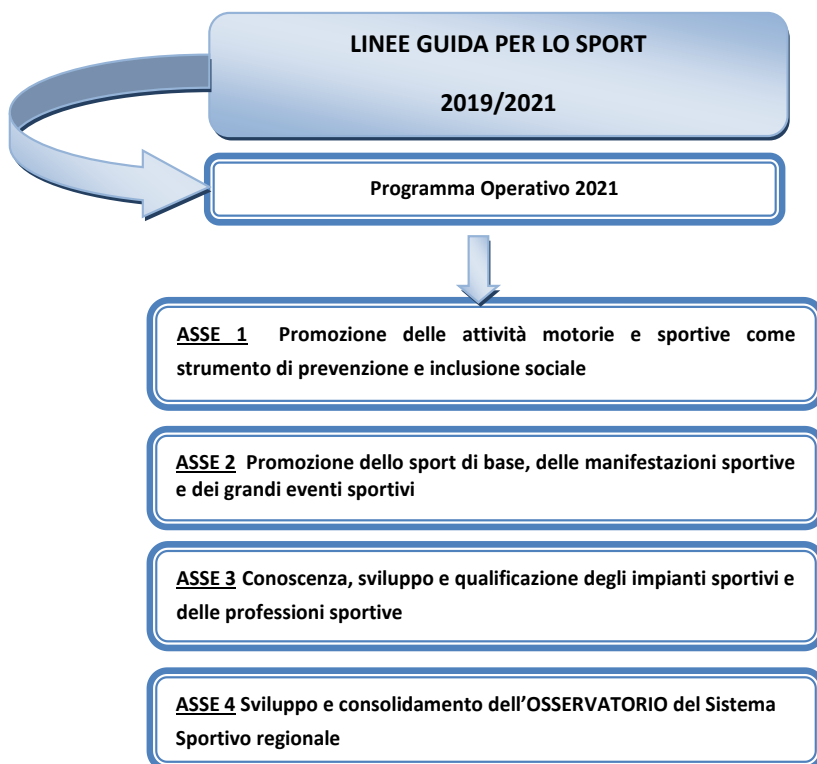 LINEE GUIDA PER LO SPORT
2019/2021
Programma Operativo 2021
ASSE 1 Promozione delle attività motorie e sportive come
strumento di prevenzione e inclusione sociale
ASSE 2 Promozione dello sport di base, delle manifestazioni sportive
e dei grandi eventi sportivi
ASSE 3 Conoscenza, sviluppo e qualificazione degli impianti sportivi e
delle professioni sportive
ASSE 4 Sviluppo e consolidamento dell’OSSERVATORIO del Sistema
Sportivo regionale